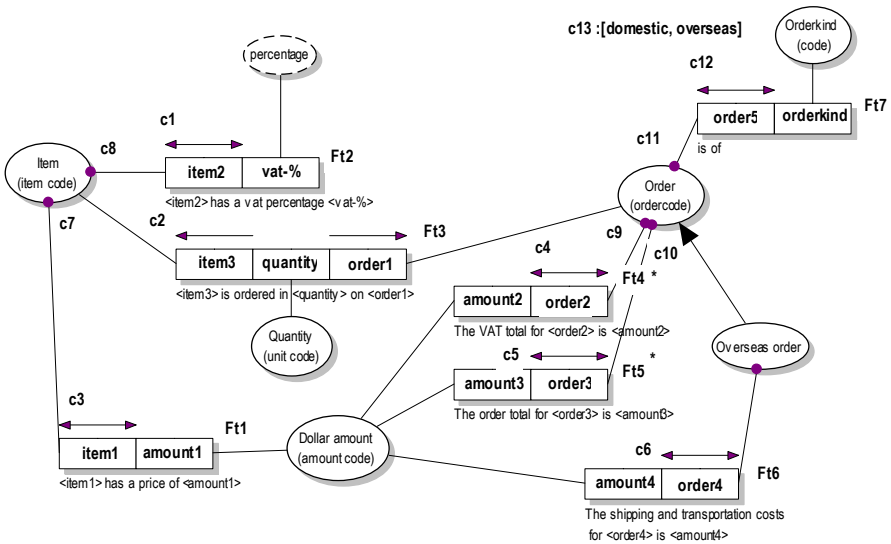 c13 :[domestic, overseas]
Orderkind
(code)
percentage
c12
c1
order5 orderkind
Ft7
is of
c11
Item
(item code)
c8
item2 vat-%
Ft2
<item2> has a vat percentage <vat-%>
Order
(ordercode)
c7
c2
Ft3
item3 quantity order1
<item3> is ordered in <quantity> on <order1>
c9
c10
c4
Ft4 *
amount2 order2
The VAT total for <order2> is <amount2>
Quantity
(unit code)
Overseas order
c5
Ft5 *
amount3 order3
The order total for <order3> is <amount3>
c3
Ft1
item1 amount1
<item1> has a price of <amount1>
Dollar amount
(amount code)
c6
Ft6
amount4 order4
The shipping and transportation costs
for <order4> is <amount4>